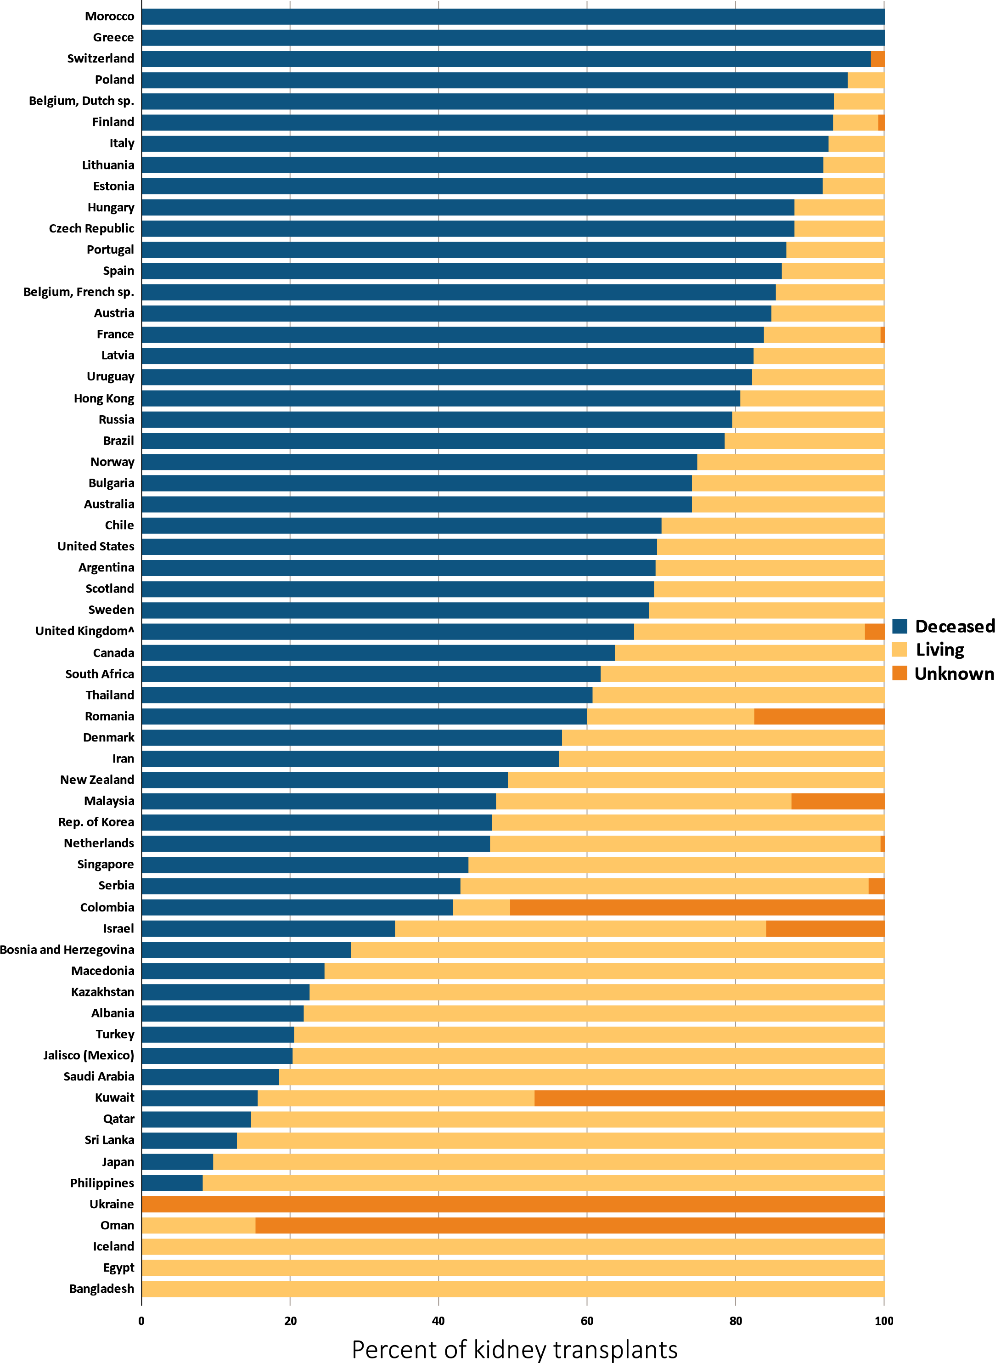 Morocco
Greece
Switzerland
Poland
Belgium, Dutch sp.
Finland
Italy
Lithuania
Estonia
Hungary
Czech Republic
Portugal
Spain
Belgium, French sp.
Austria
France
Latvia
Uruguay
Hong Kong
Russia
Brazil
Norway
Bulgaria
Australia
Chile
United States
Argentina
Scotland
Sweden
United Kingdom^
Canada
South Africa
Thailand
Romania
Denmark
Iran
New Zealand
Malaysia
Rep. of Korea
Netherlands
Singapore
Serbia
Colombia
Israel
Bosnia and Herzegovina
Macedonia
Kazakhstan
Albania
Turkey
Jalisco (Mexico)
Saudi Arabia
Kuwait
Qatar
Sri Lanka
Japan
Philippines
Ukraine
Oman
Iceland
Egypt
Bangladesh
0 20 40 60 80 100
Percent of kidney transplants
Deceased
Living
Unknown